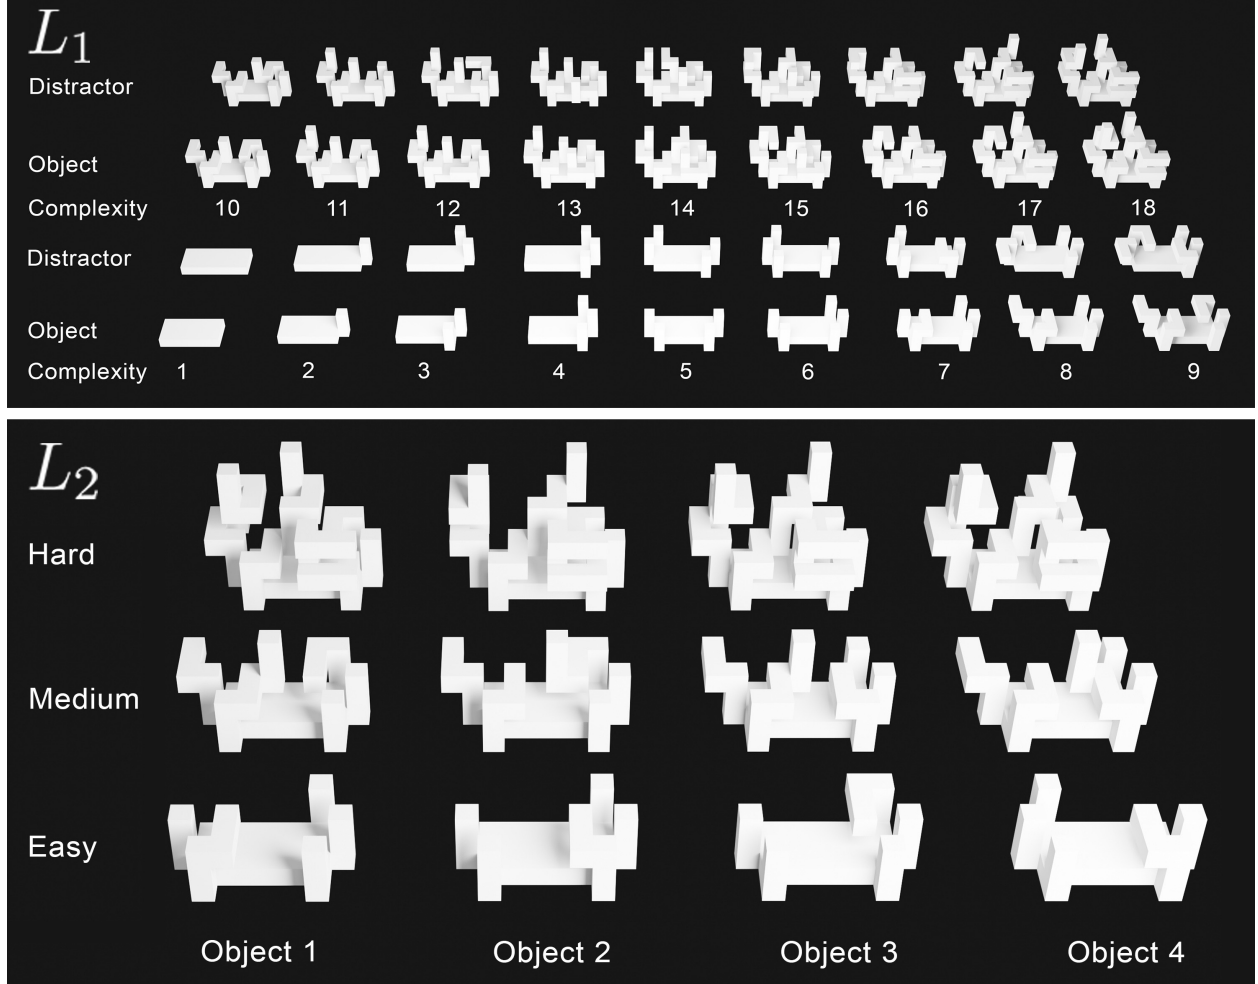 L1
Distractor
Object
Complexity 10 11 12 13 14 15 16 17 18
Distractor
Object
Complexity 1 2 3 4 5 6 7 8 9
L2
Hard
Medium
Easy
Object 1 Object 2 Object 3 Object 4